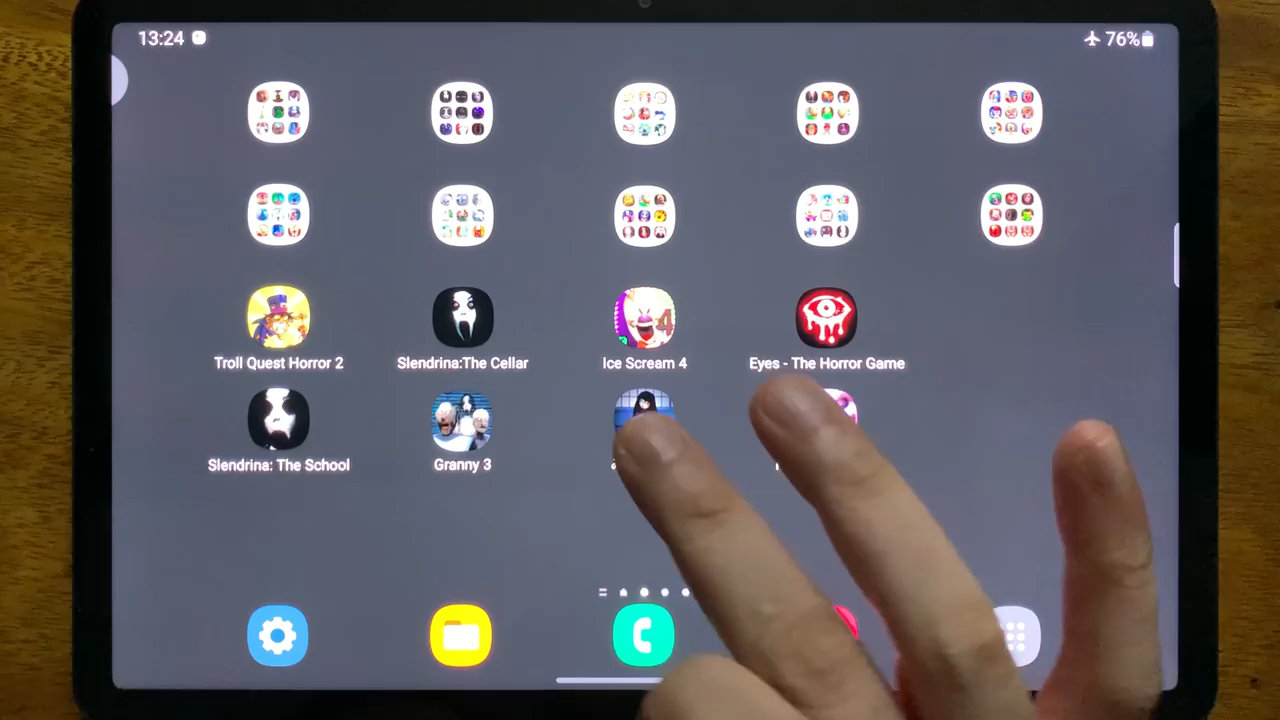 13:24
76%
Troll Quest Horror 2
Slendrina:The Cellar
Ice Scream 4
Eyes - The Horror Game
Slendrina: The School
Granny 3